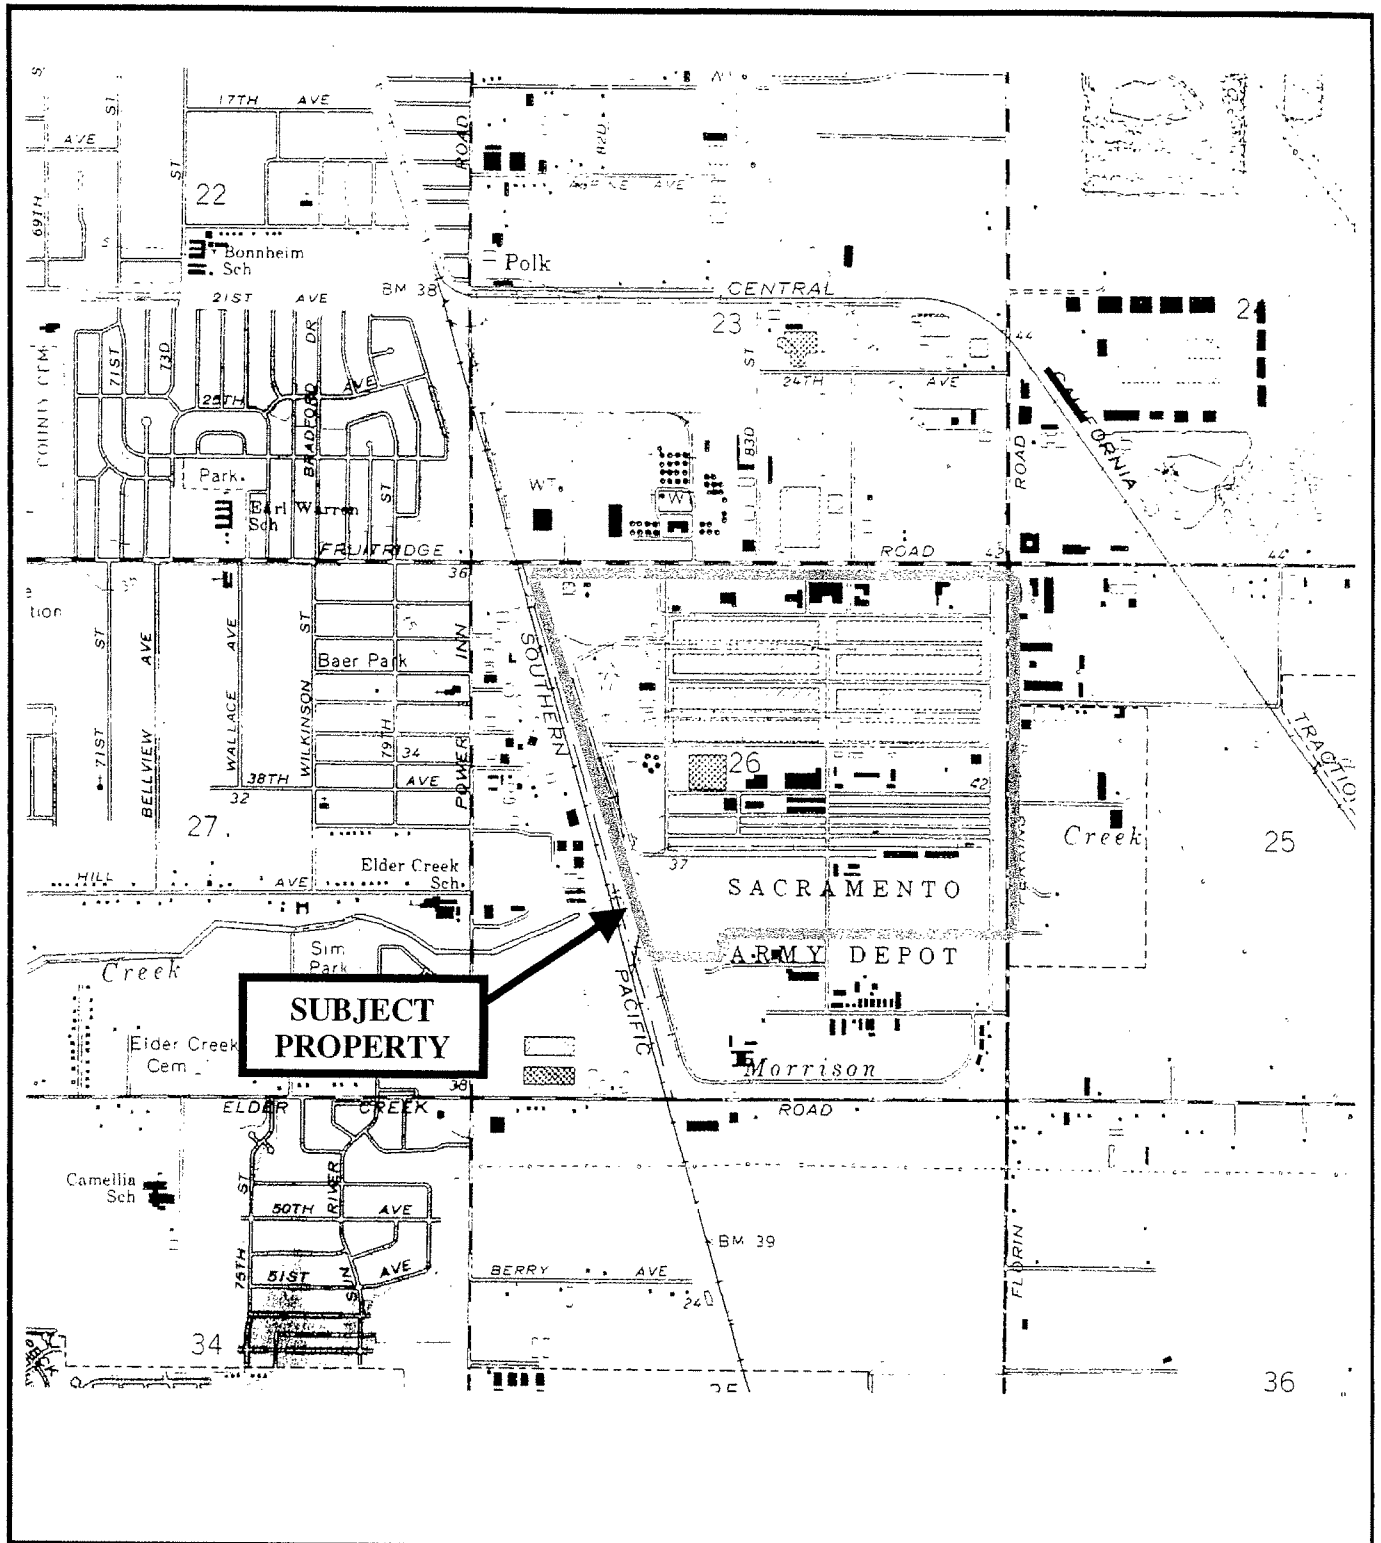 ST
17TH AVE
AVE
ST
ROAD
82D
22
69TH
Bonnheim
Sch
Polk
BM 38
CENTRAL
21ST AVE
23
44
71ST
73D
DR
ST
24TH AVE
COUNTY CEM
25TH
AVE
BRADFORD
CALIFORNIA
ROAD
83D
Park
ST
WT
W
Earl Warren
Sch
FRUITRIDGE
ROAD
36
44
ST
AVE
AVE
ST
INN
SOUTHERN
Baer Park
71ST
BELLVIEW
WALLACE
WILKINSON
79TH
34
POWER
38TH
AVE
32
26
42
TRACTION
27
Creek
25
37
HILL
AVE
Elder Creek
Sch
SACRAMENTO
ARMY DEPOT
Sim
Park
Creek
PACIFIC
SUBJECT
PROPERTY
Elder Creek
Cem
38
Morrison
ELDER CREEK
ROAD
Camellia
Sch
ST
RIVER
50TH AVE
75TH
51ST
AVE
SUN
BM 39
BERRY AVE
24
FLORIN
34
36